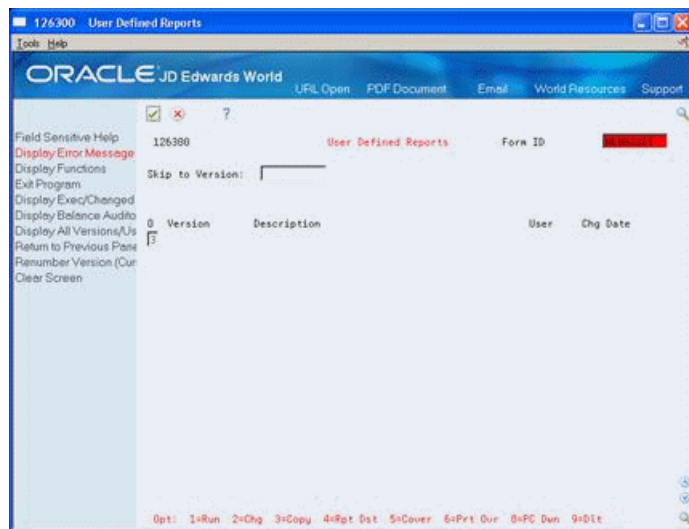 126300 User Defined Reports
Tools Help
ORACLE JD Edwards World
URL Open PDF Document Email World Resources Support
?
Field Sensitive Help
Display Error Message
Display Functions
Exit Program
Display Exec/Changed
Display Balance Audito
Display All Versions/Us
Return to Previous Pane
Renumber Version (Cur
Clear Screen
126300 User Defined Reports Form ID
Skip to Version:
O Version Description User Chg Date
3
Opt: 1=Run 2=Chg 3=Copy 4=Rpt Dst 5=Cover 6=Prt Ovr 8=PC Dwn 9=Dlt